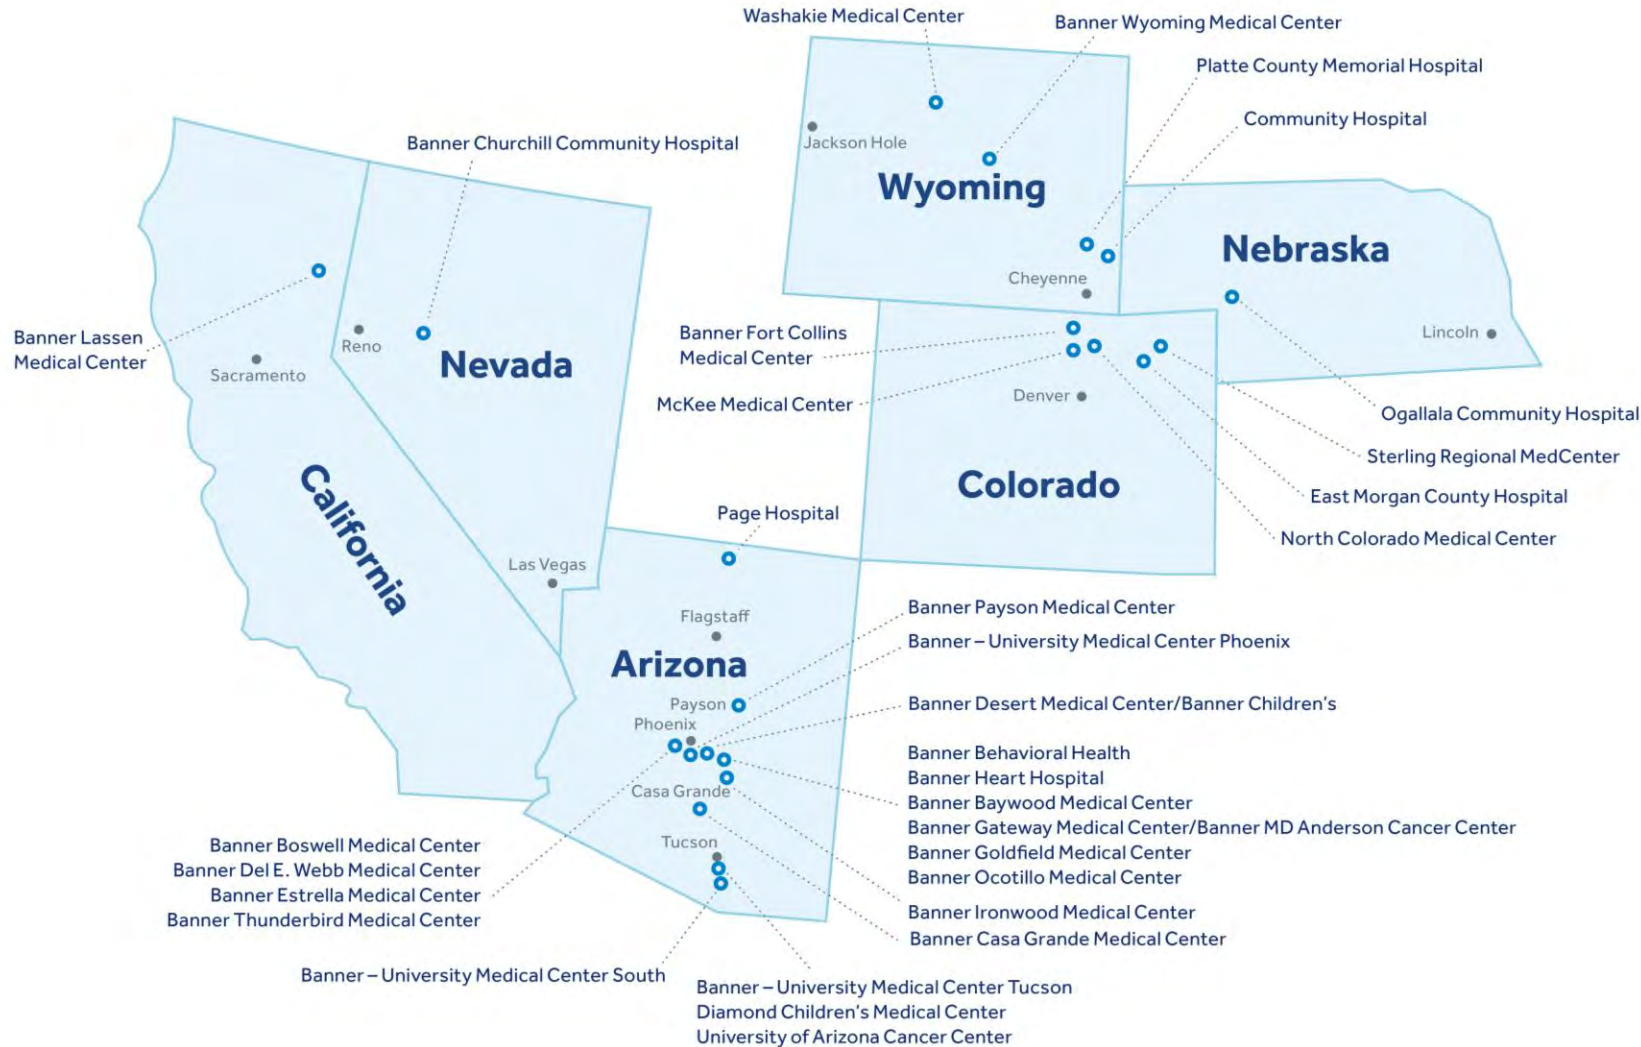 Washakie Medical Center
Banner Wyoming Medical Center
Platte County Memorial Hospital
Community Hospital
Jackson Hole
Wyoming
Cheyenne
Nebraska
Lincoln
Ogallala Community Hospital
Banner Churchill Community Hospital
Banner Lassen
Medical Center
Sacramento
Reno
Nevada
California
Las Vegas
Banner Fort Collins
Medical Center
McKee Medical Center
Denver
Colorado
Sterling Regional MedCenter
East Morgan County Hospital
North Colorado Medical Center
Page Hospital
Flagstaff
Arizona
Payson
Phoenix
Casa Grande
Tucson
Banner Payson Medical Center
Banner – University Medical Center Phoenix
Banner Desert Medical Center/Banner Children's
Banner Behavioral Health
Banner Heart Hospital
Banner Baywood Medical Center
Banner Gateway Medical Center/Banner MD Anderson Cancer Center
Banner Goldfield Medical Center
Banner Ocotillo Medical Center
Banner Ironwood Medical Center
Banner Casa Grande Medical Center
Banner Boswell Medical Center
Banner Del E. Webb Medical Center
Banner Estrella Medical Center
Banner Thunderbird Medical Center
Banner – University Medical Center South
Banner – University Medical Center Tucson
Diamond Children's Medical Center
University of Arizona Cancer Center